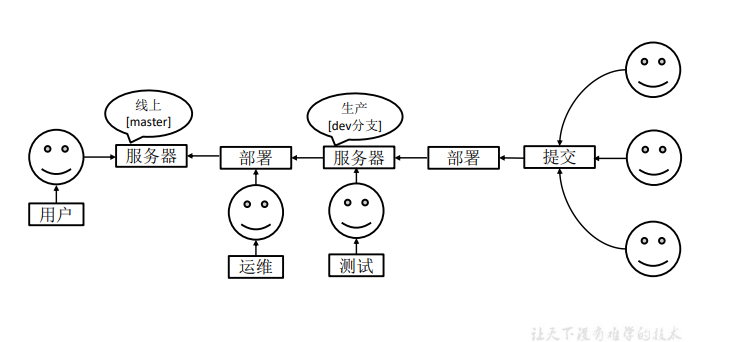 线上
[master]
生产
[dev分支]
服务器
部署
服务器
部署
提交
用户
运维
测试
让天下没有难学的技术